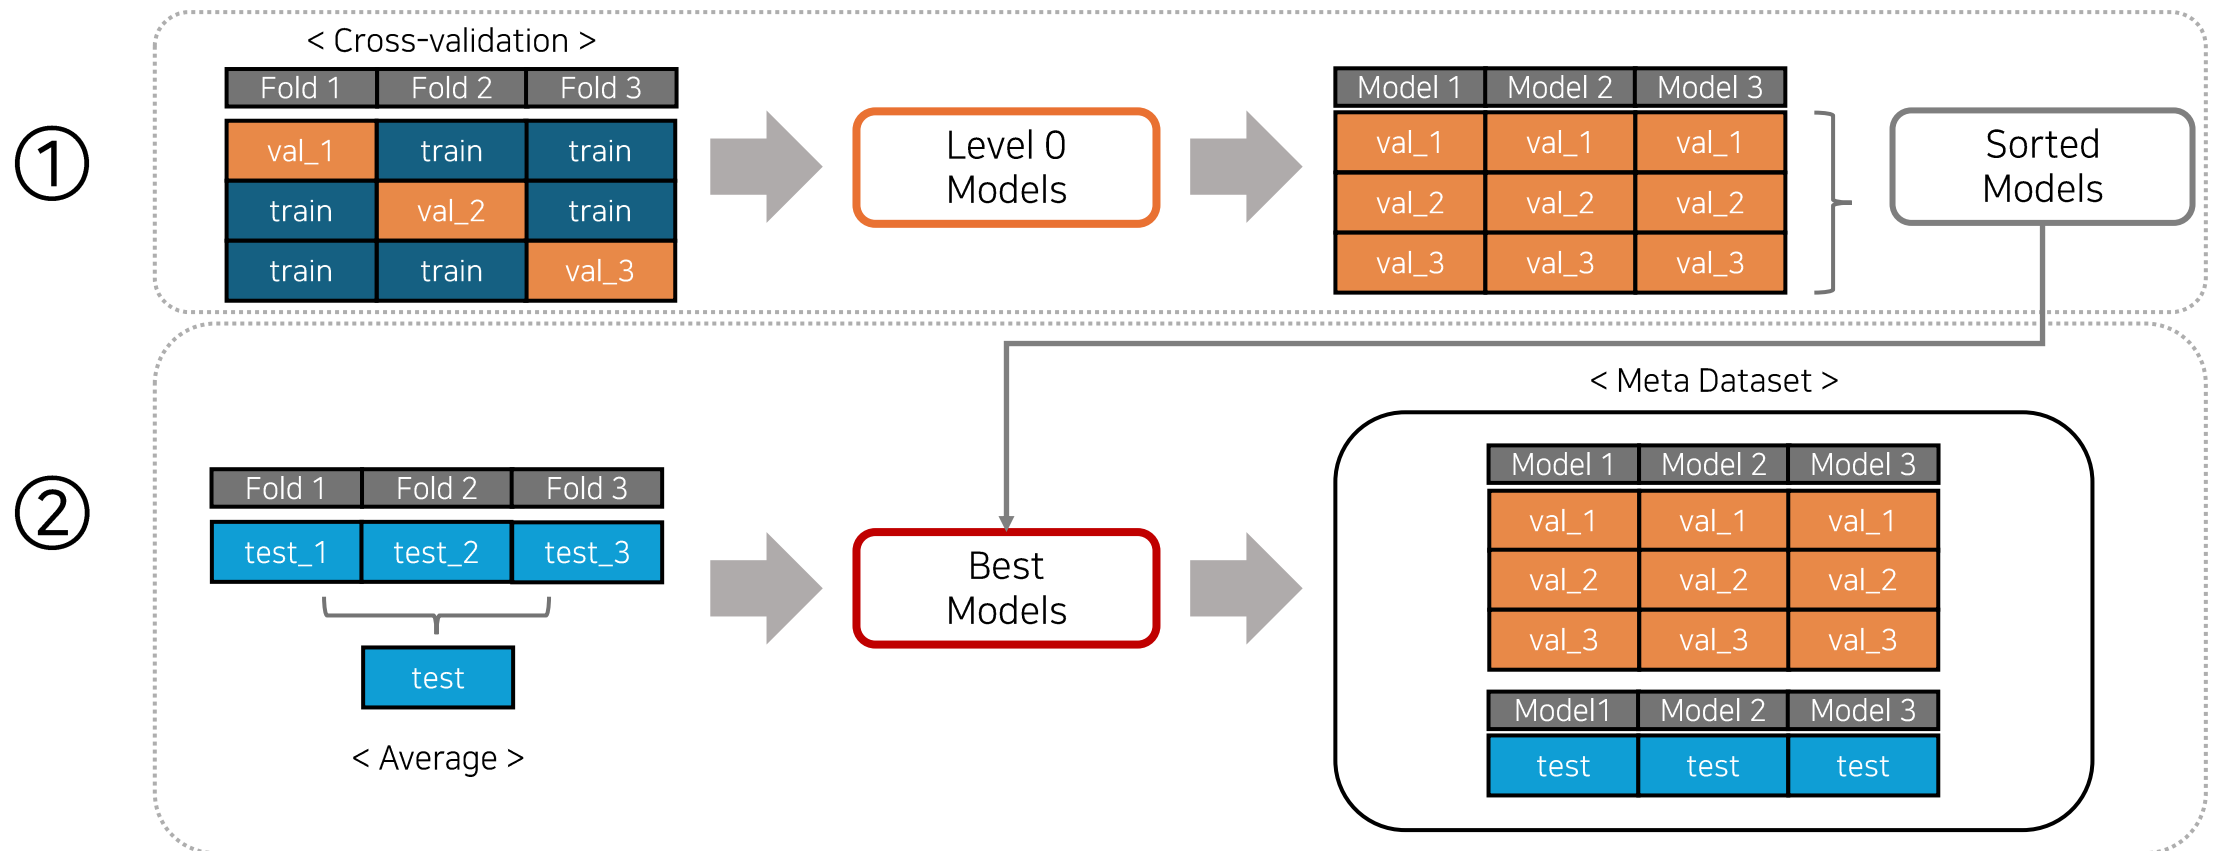 ①
< Cross-validation >
Fold 1 Fold 2 Fold 3
val_1 train train
train val_2 train
train train val_3
Level 0
Models
Model 1 Model 2 Model 3
val_1 val_1 val_1
val_2 val_2 val_2
val_3 val_3 val_3
Sorted
Models
②
Fold 1 Fold 2 Fold 3
test_1 test_2 test_3
test
< Average >
Best
Models
< Meta Dataset >
Model 1 Model 2 Model 3
val_1 val_1 val_1
val_2 val_2 val_2
val_3 val_3 val_3
Model1 Model 2 Model 3
test test test